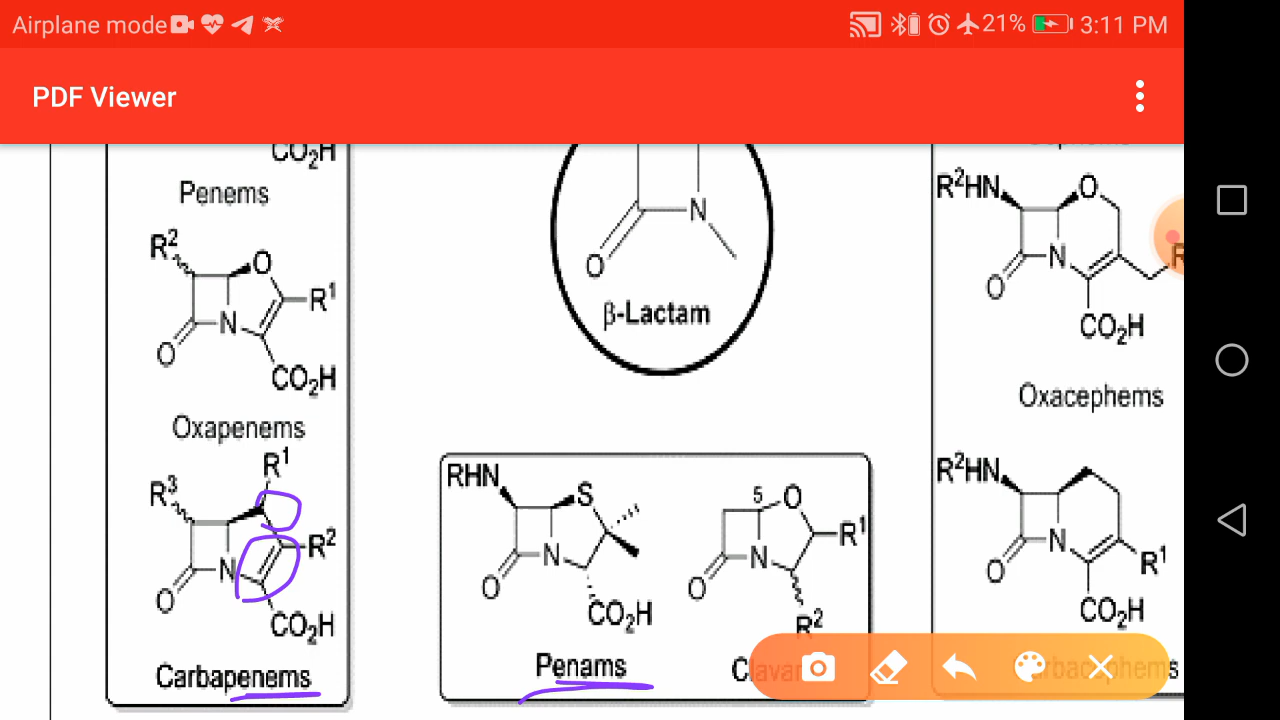 Airplane mode
21% 3:11 PM
PDF Viewer
CO₂H
Penems
R²
O
R¹
N
O
CO₂H
Oxapenems
R¹
R³
R²
N
O
CO₂H
Carbapenems
N
O
β-Lactam
RHN
S
N
O
CO₂H
Penams
5
O
R¹
N
O
R²
R²HN
O
N
O
R
CO₂H
Oxacephems
R²HN
N
O
R¹
CO₂H